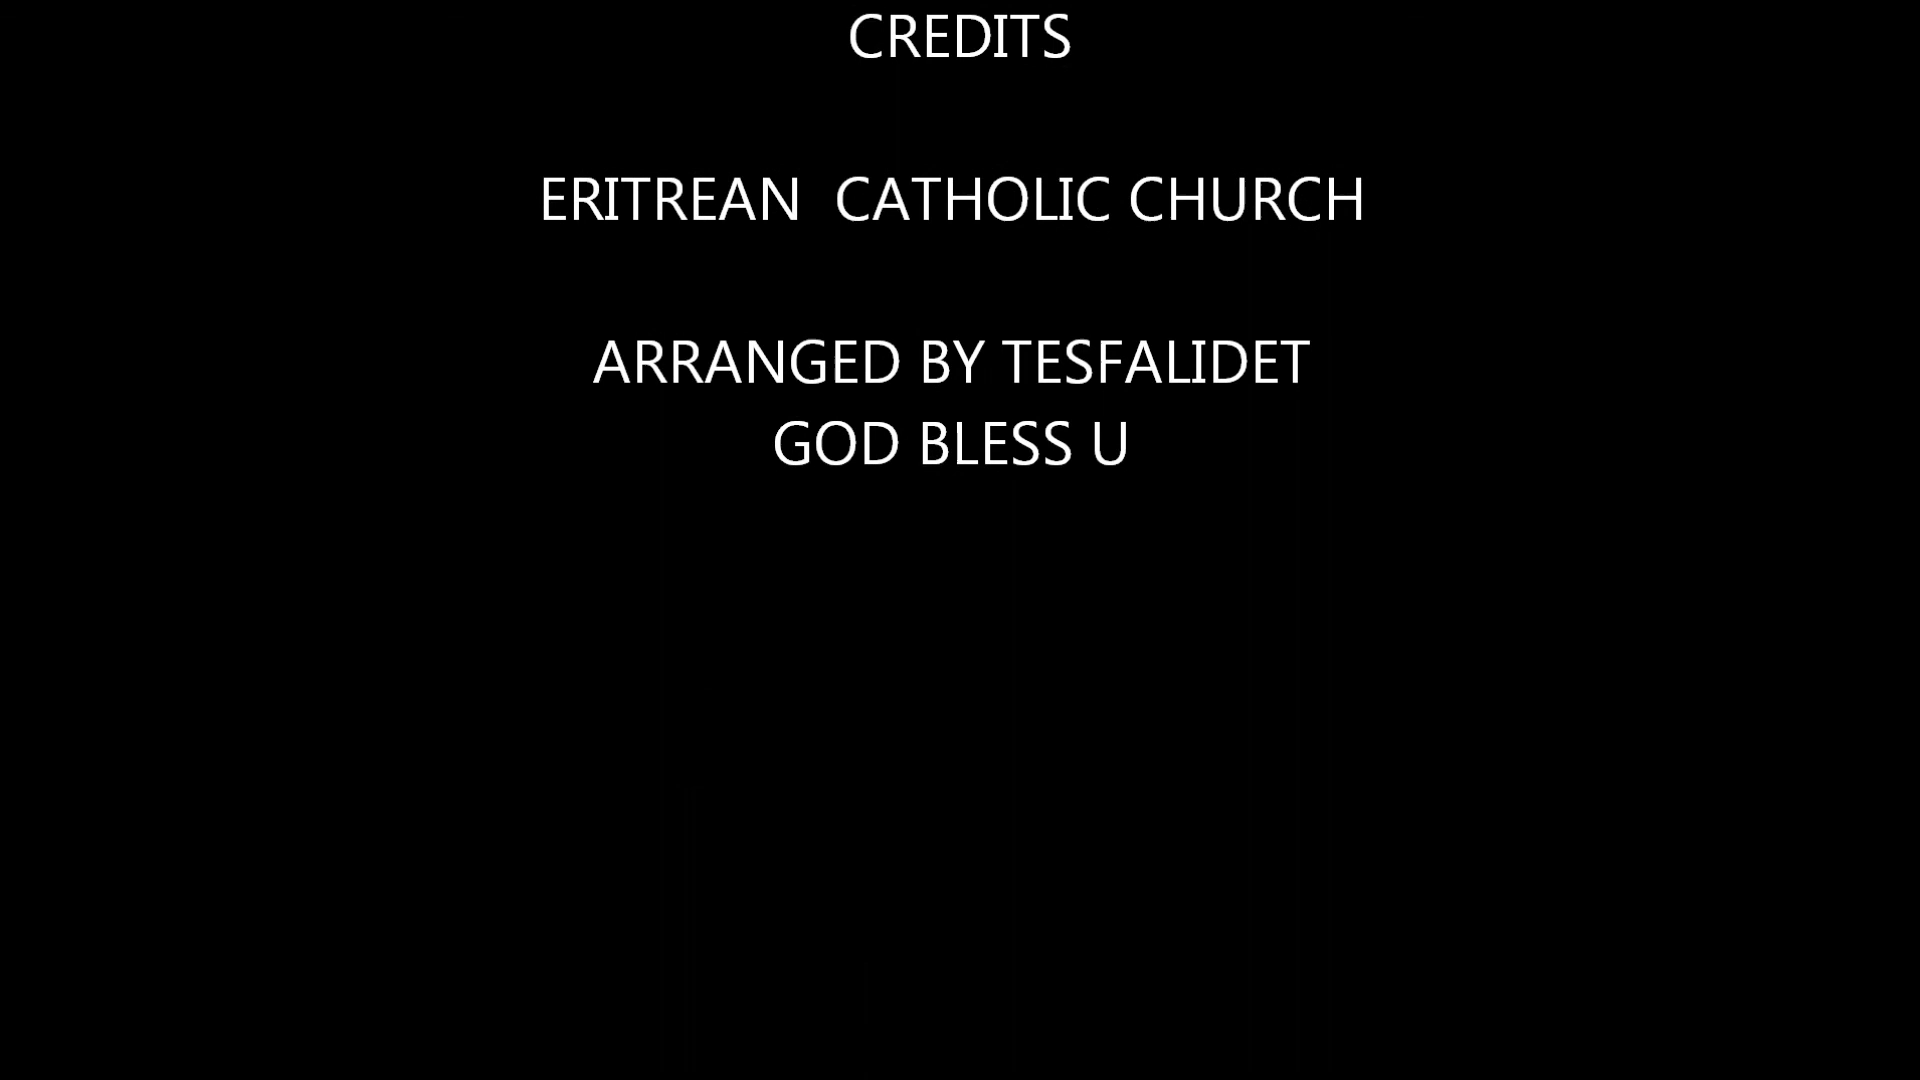 CREDITS
ERITREAN  CATHOLIC CHURCH
ARRANGED BY TESFALIDET
GOD BLESS U